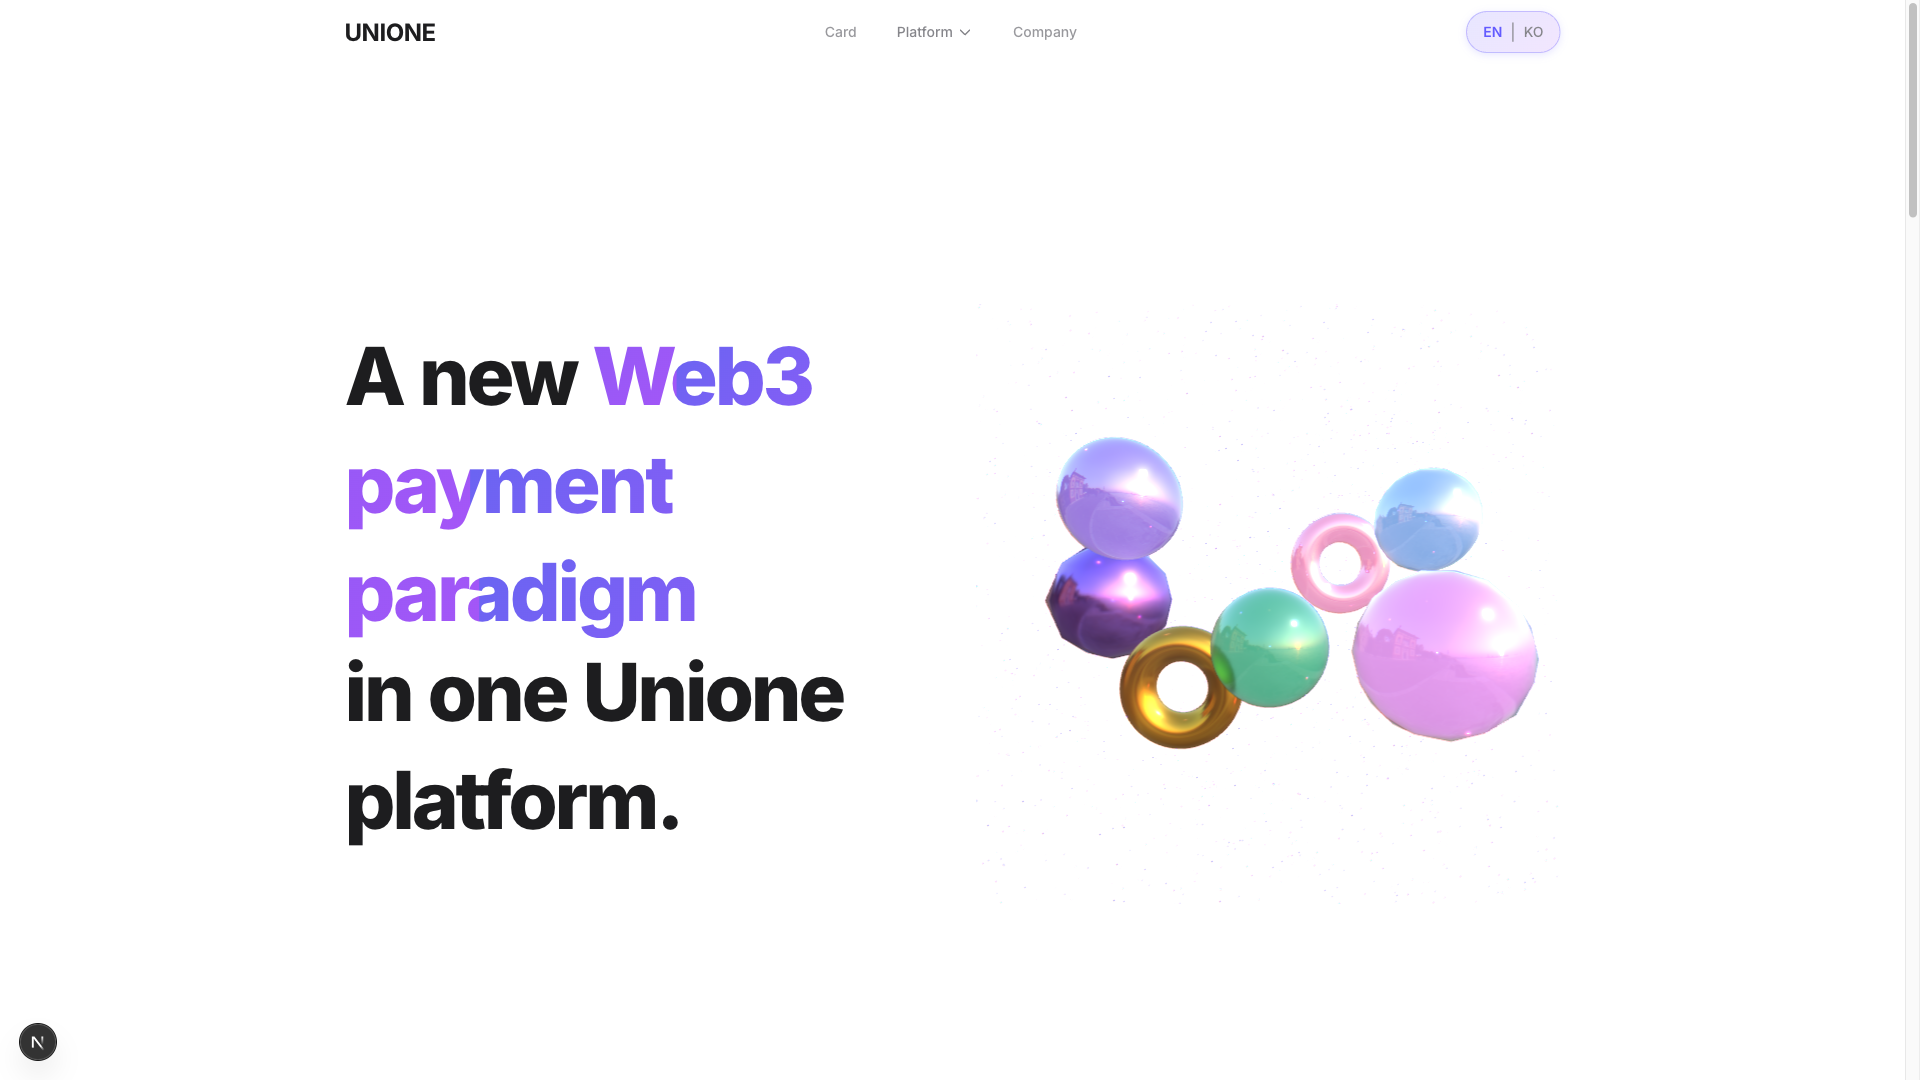 UNIONE
Card
Platform
Company
EN | KO
A new Web3
payment
paradigm
in one Unione
platform.
N